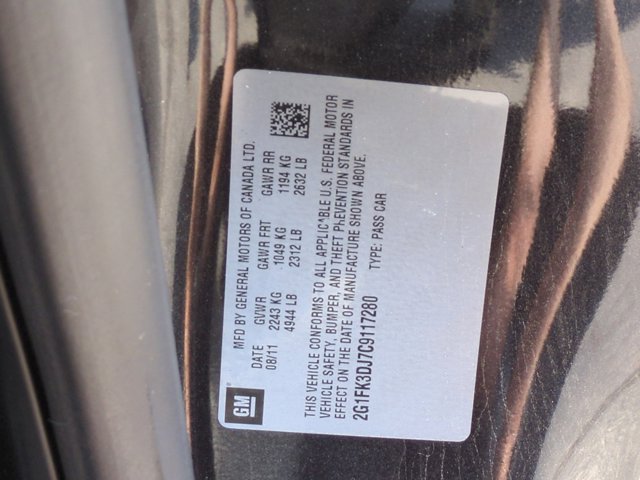 GM
MFD BY GENERAL MOTORS OF CANADA LTD.
DATE GVWR GAWR FRT GAWR RR
08/11 2243 KG 1049 KG 1194 KG
4944 LB 2312 LB 2632 LB
THIS VEHICLE CONFORMS TO ALL APPLICABLE U.S. FEDERAL MOTOR
VEHICLE SAFETY, BUMPER, AND THEFT PREVENTION STANDARDS IN
EFFECT ON THE DATE OF MANUFACTURE SHOWN ABOVE.
2G1FK3DJ7C9117280 TYPE: PASS CAR